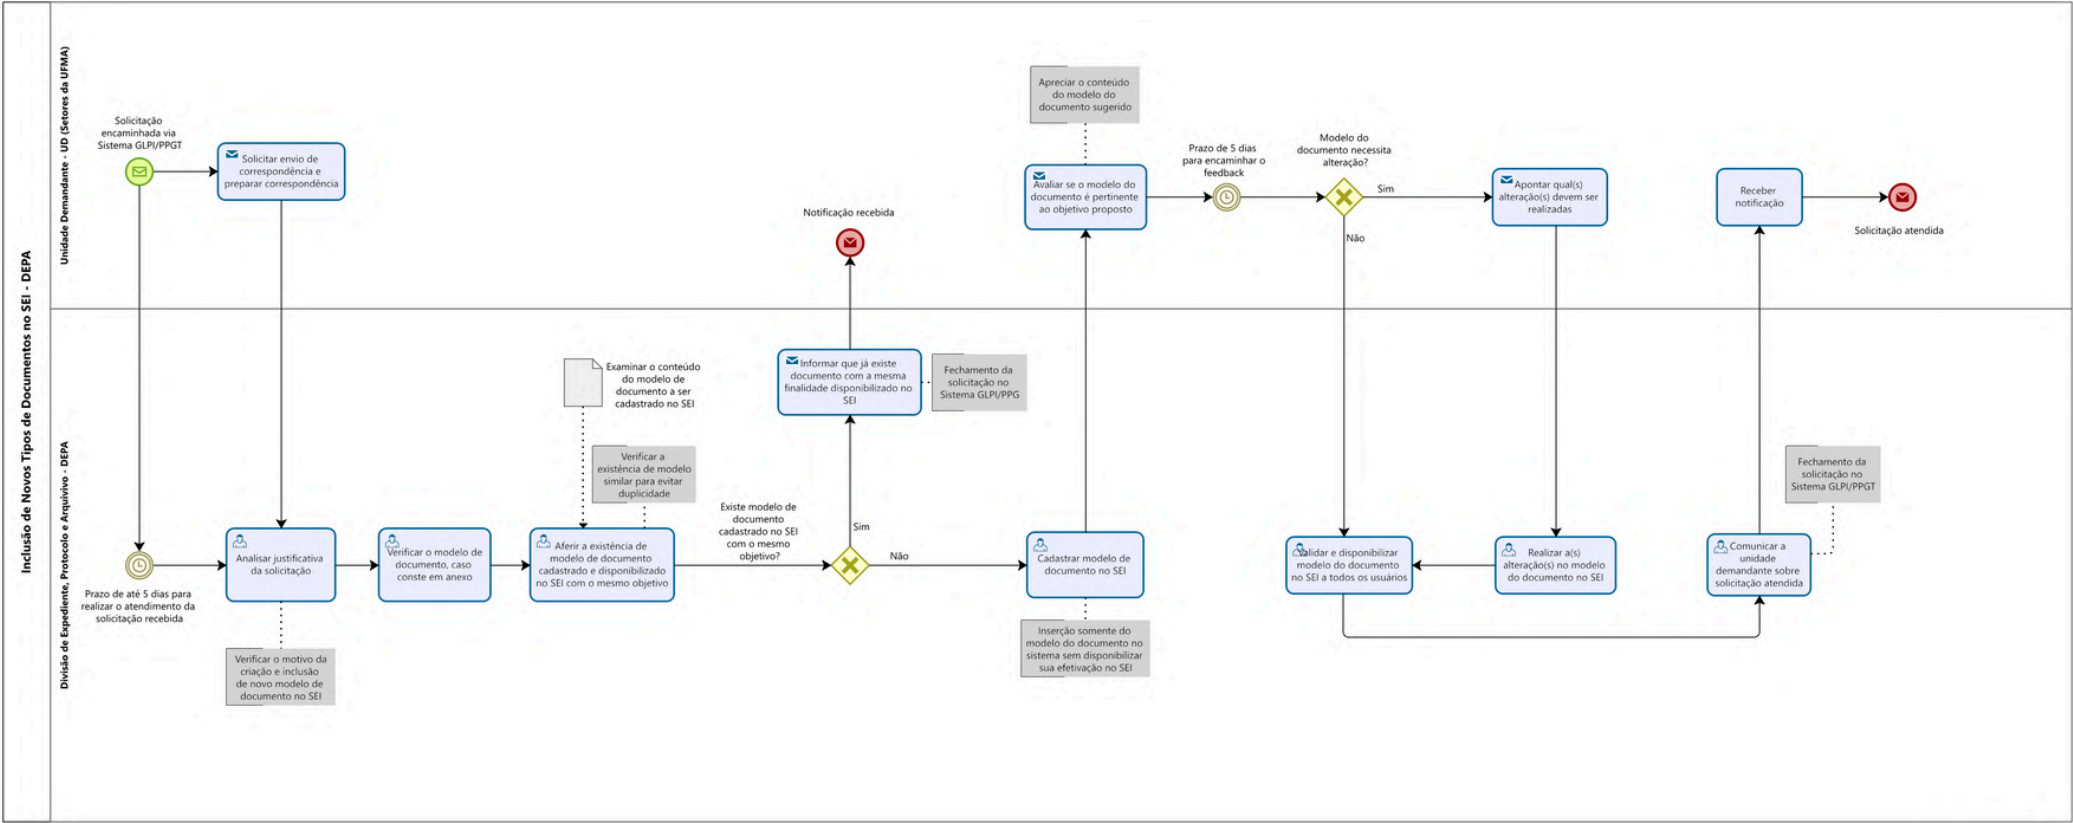 Inclusão de Novos Tipos de Documentos no SEI - DEPA
Unidade Demandante - UD (Setores da UFMA)
Solicitação
encaminhada via
Sistema GLPI/PPGT
Solicitar envio de
correspondência e
preparar correspondência
Notificação recebida
Apreciar o conteúdo
do modelo do
documento sugerido
Avaliar se o modelo do
documento é pertinente
ao objetivo proposto
Prazo de 5 dias
para encaminhar o
feedback
Modelo do
documento necessita
alteração?
Sim
Não
Apontar qual(s)
alteração(s) devem ser
realizadas
Receber
notificação
Solicitação atendida
Divisão de Expediente, Protocolo e Arquivivo - DEPA
Prazo de até 5 dias para
realizar o atendimento da
solicitação recebida
Analisar justificativa
da solicitação
Verificar o motivo da
criação e inclusão
de novo modelo de
documento no SEI
Verificar o modelo de
documento, caso
conste em anexo
Examinar o conteúdo
do modelo de
documento a ser
cadastrado no SEI
Verificar a
existência de modelo
similar para evitar
duplicidade
Aferir a existência de
modelo de documento
cadastrado e disponibilizado
no SEI com o mesmo objetivo
Existe modelo de
documento
cadastrado no SEI
com o mesmo
objetivo?
Sim
Não
Informar que já existe
documento com a mesma
finalidade disponibilizado no
SEI
Fechamento da
solicitação no
Sistema GLPI/PPG
Cadastrar modelo de
documento no SEI
Inserção somente do
modelo do documento no
sistema sem disponibilizar
sua efetivação no SEI
Validar e disponibilizar
modelo do documento
no SEI a todos os usuários
Realizar a(s)
alteração(s) no modelo
do documento no SEI
Comunicar a
unidade
demandante sobre
solicitação atendida
Fechamento da
solicitação no
Sistema GLPI/PPGT